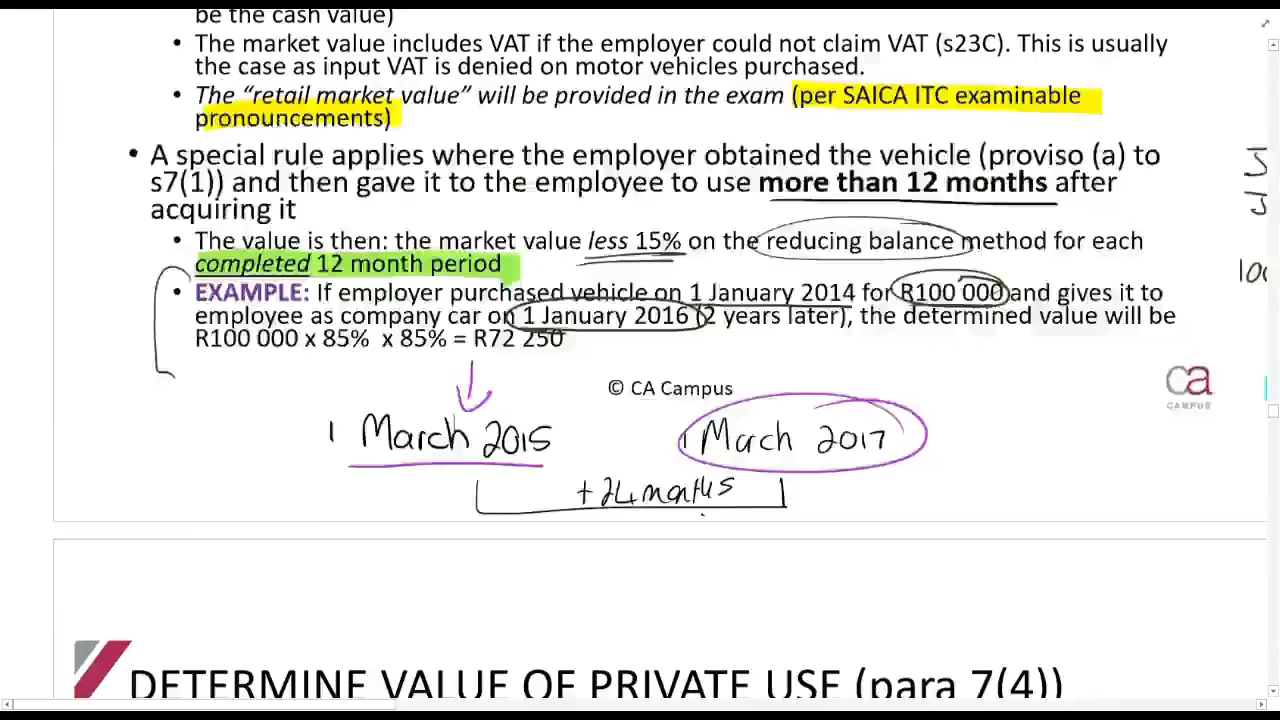 be the cash value)
• The market value includes VAT if the employer could not claim VAT (s23C). This is usually
the case as input VAT is denied on motor vehicles purchased.
• The “retail market value” will be provided in the exam (per SAICA ITC examinable
pronouncements)
• A special rule applies where the employer obtained the vehicle (proviso (a) to
s7(1)) and then gave it to the employee to use more than 12 months after
acquiring it
• The value is then: the market value less 15% on the reducing balance method for each
completed 12 month period
• EXAMPLE: If employer purchased vehicle on 1 January 2014 for R100 000 and gives it to
employee as company car on 1 January 2016 (2 years later), the determined value will be
R100 000 x 85%  x 85% = R72 250
© CA Campus
ca
CAMPUS
1 March 2015
1 March 2017
+24 months
DETERMINE VALUE OF PRIVATE USE (para 7(4))